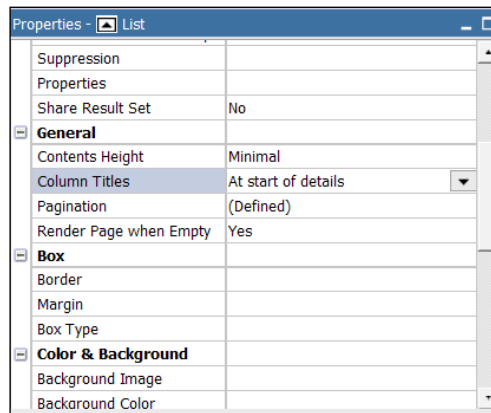 Properties - List
Suppression
Properties
Share Result Set No
General
Contents Height Minimal
Column Titles At start of details
Pagination (Defined)
Render Page when Empty Yes
Box
Border
Margin
Box Type
Color & Background
Background Image
Background Color